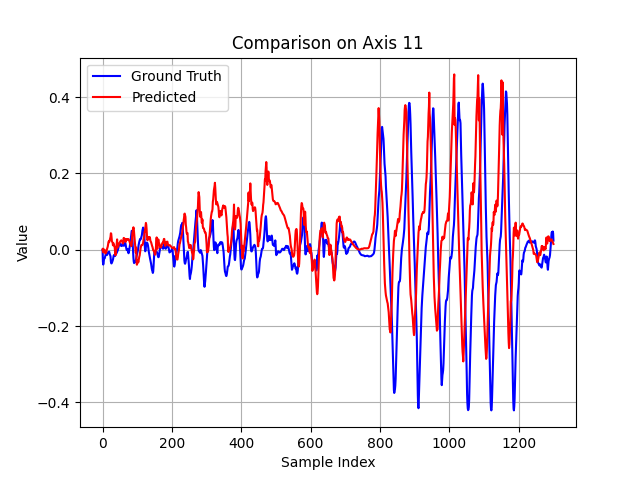 Comparison on Axis 11
Ground Truth
Predicted
0.4
0.2
0.0
−0.2
−0.4
Value
0 200 400 600 800 1000 1200
Sample Index